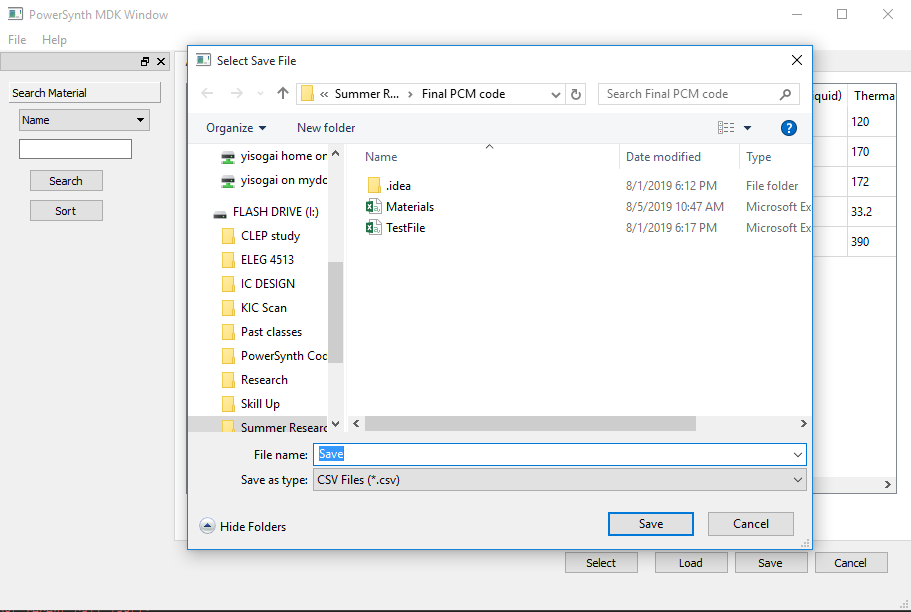 PowerSynth MDK Window
File Help
Search Material
Name
Search
Sort
Select Save File
« Summer R... › Final PCM code
Search Final PCM code
Organize
New folder
yisogai home on
yisogai on mydo
FLASH DRIVE (I:)
CLEP study
ELEG 4513
IC DESIGN
KIC Scan
Past classes
PowerSynth Cod
Research
Skill Up
Summer Researc
Name Date modified Type
.idea 8/1/2019 6:12 PM File folder
Materials 8/5/2019 10:47 AM Microsoft Ex
TestFile 8/1/2019 6:17 PM Microsoft Ex
File name: Save
Save as type: CSV Files (*.csv)
Hide Folders
Save Cancel
quid) Therma
120
170
172
33.2
390
Select Load Save Cancel